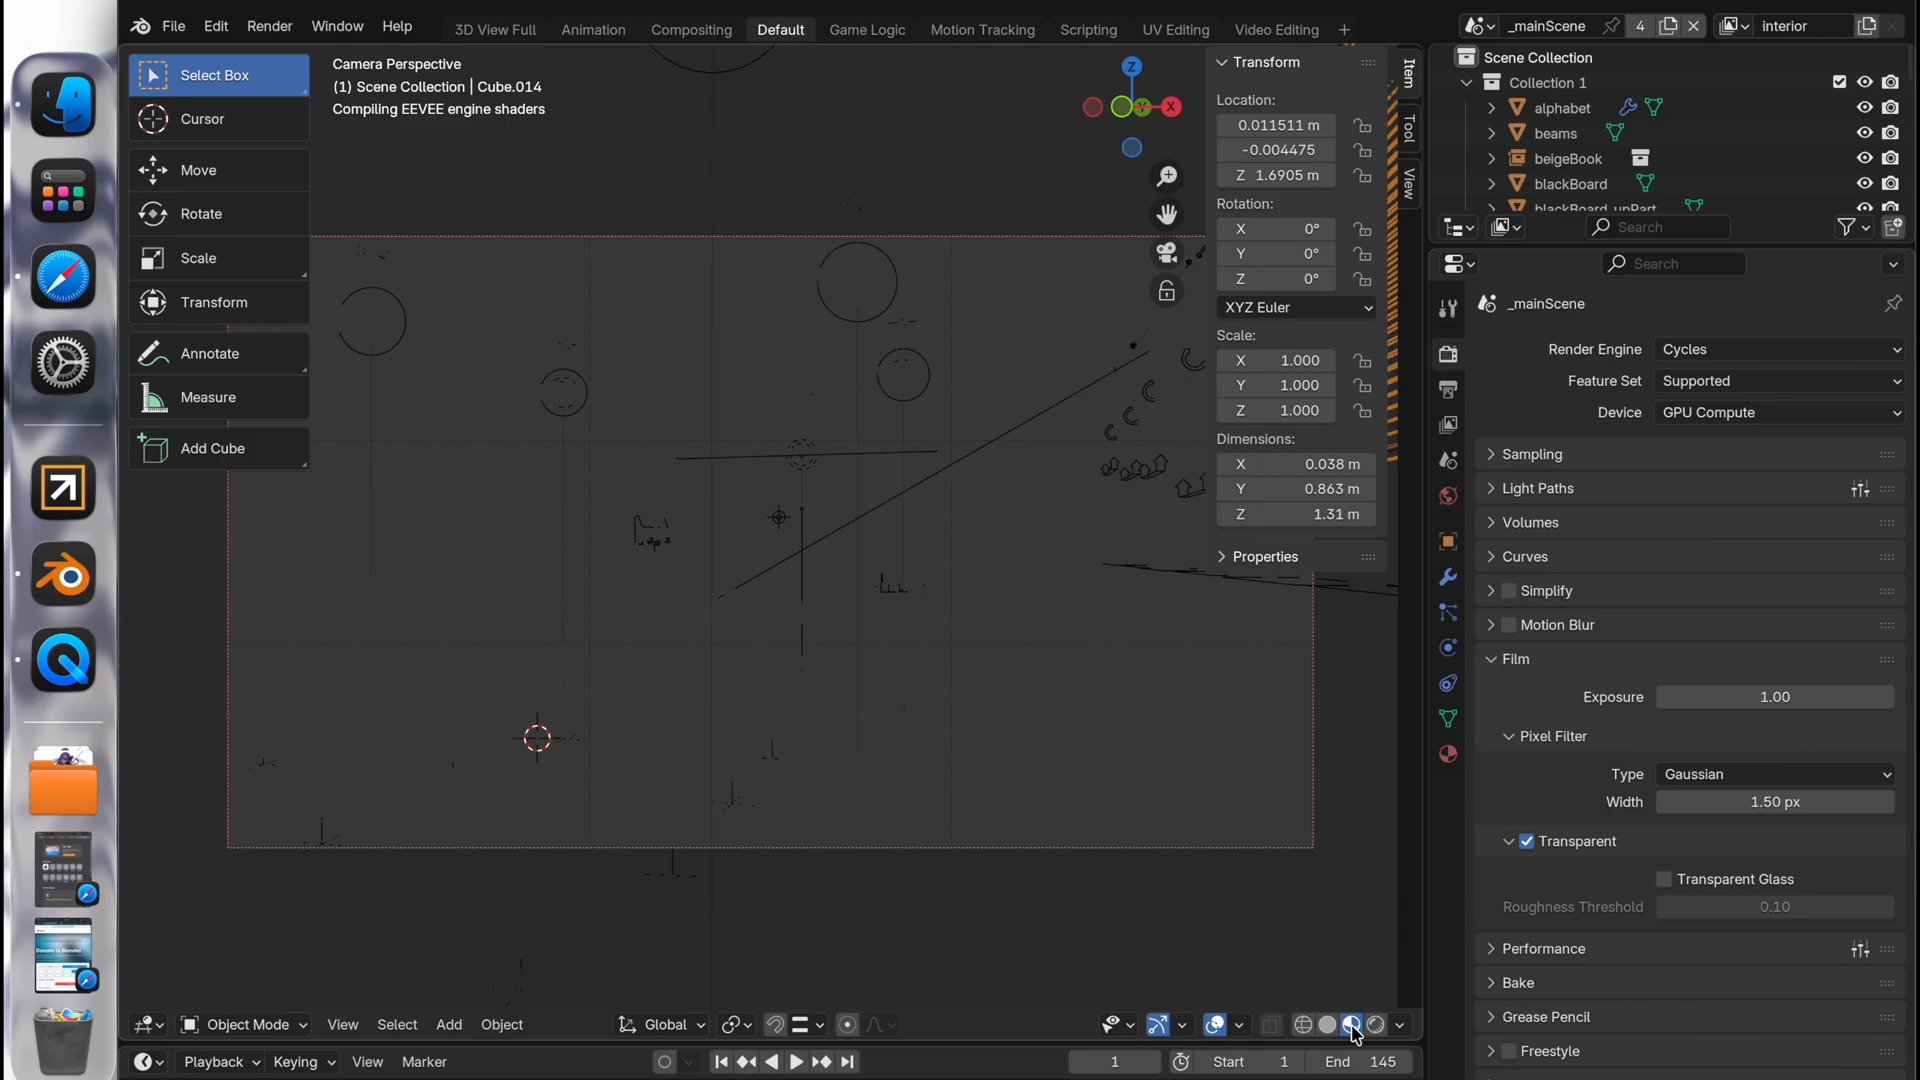 File Edit Render Window Help
3D View Full Animation Compositing Default Game Logic Motion Tracking Scripting UV Editing Video Editing
_mainScene 4 interior
Select Box
Cursor
Move
Rotate
Scale
Transform
Annotate
Measure
Add Cube
Camera Perspective
(1) Scene Collection | Cube.014
Compiling EEVEE engine shaders
Z
Y
X
Transform
Location:
0.011511 m
-0.004475
Z 1.6905 m
Rotation:
X 0°
Y 0°
Z 0°
XYZ Euler
Scale:
X 1.000
Y 1.000
Z 1.000
Dimensions:
X 0.038 m
Y 0.863 m
Z 1.31 m
Properties
Item
Tool
View
Scene Collection
Collection 1
alphabet
beams
beigeBook
blackBoard
blackBoard_upPart
Search
Search
_mainScene
Render Engine Cycles
Feature Set Supported
Device GPU Compute
Sampling
Light Paths
Volumes
Curves
Simplify
Motion Blur
Film
Exposure 1.00
Pixel Filter
Type Gaussian
Width 1.50 px
Transparent
Transparent Glass
Roughness Threshold 0.10
Performance
Bake
Grease Pencil
Freestyle
Object Mode View Select Add Object Global
Playback Keying View Marker 1 Start 1 End 145